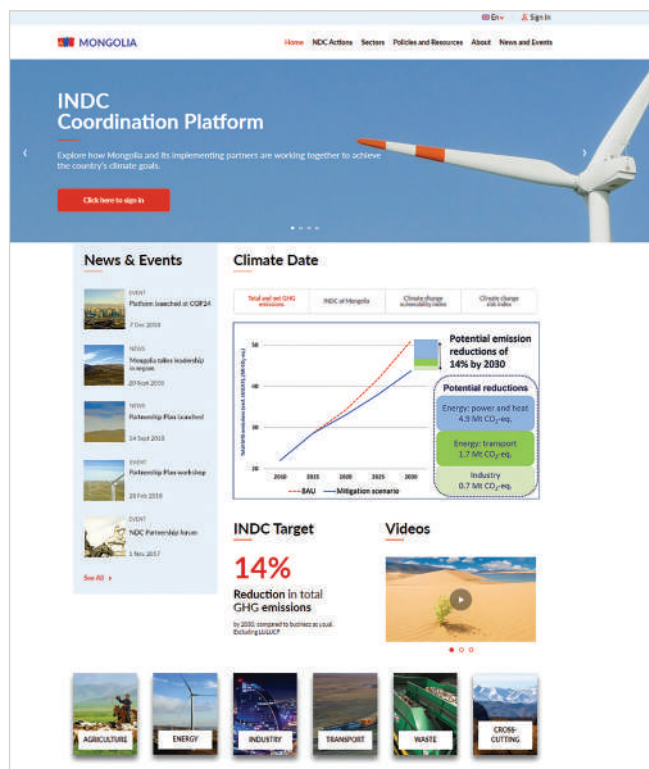 En
Sign In
MONGOLIA
Home NDC Actions Sectors Policies and Resources About News and Events
INDC
Coordination Platform
Explore how Mongolia and its implementing partners are working together to achieve
the country's climate goals.
Click here to sign in
News & Events
EVENT
Platform launched at COP24
7 Dec 2018
NEWS
Mongolia takes leadership
in region
20 Sept 2018
NEWS
Partnership Plan launched
14 Sept 2018
EVENT
Partnership Plan workshop
28 Feb 2018
EVENT
NDC Partnership forum
1 Nov 2017
See All
Climate Date
Total and net GHG
emissions
INDC of Mongolia
Climate change
vulnerability index
Climate change
risk index
Total GHG emissions (excl. LULUCF) (Mt CO2-eq.)
50
40
30
20
2010 2015 2020 2025 2030
BAU Mitigation scenario
Potential emission
reductions of
14% by 2030
Potential reductions
Energy: power and heat
4.9 Mt CO2-eq.
Energy: transport
1.7 Mt CO2-eq.
Industry
0.7 Mt CO2-eq.
INDC Target
14%
Reduction in total
GHG emissions
by 2030, compared to business as usual.
Excluding LULUCF
Videos
AGRICULTURE
ENERGY
INDUSTRY
TRANSPORT
WASTE
CROSS-
CUTTING